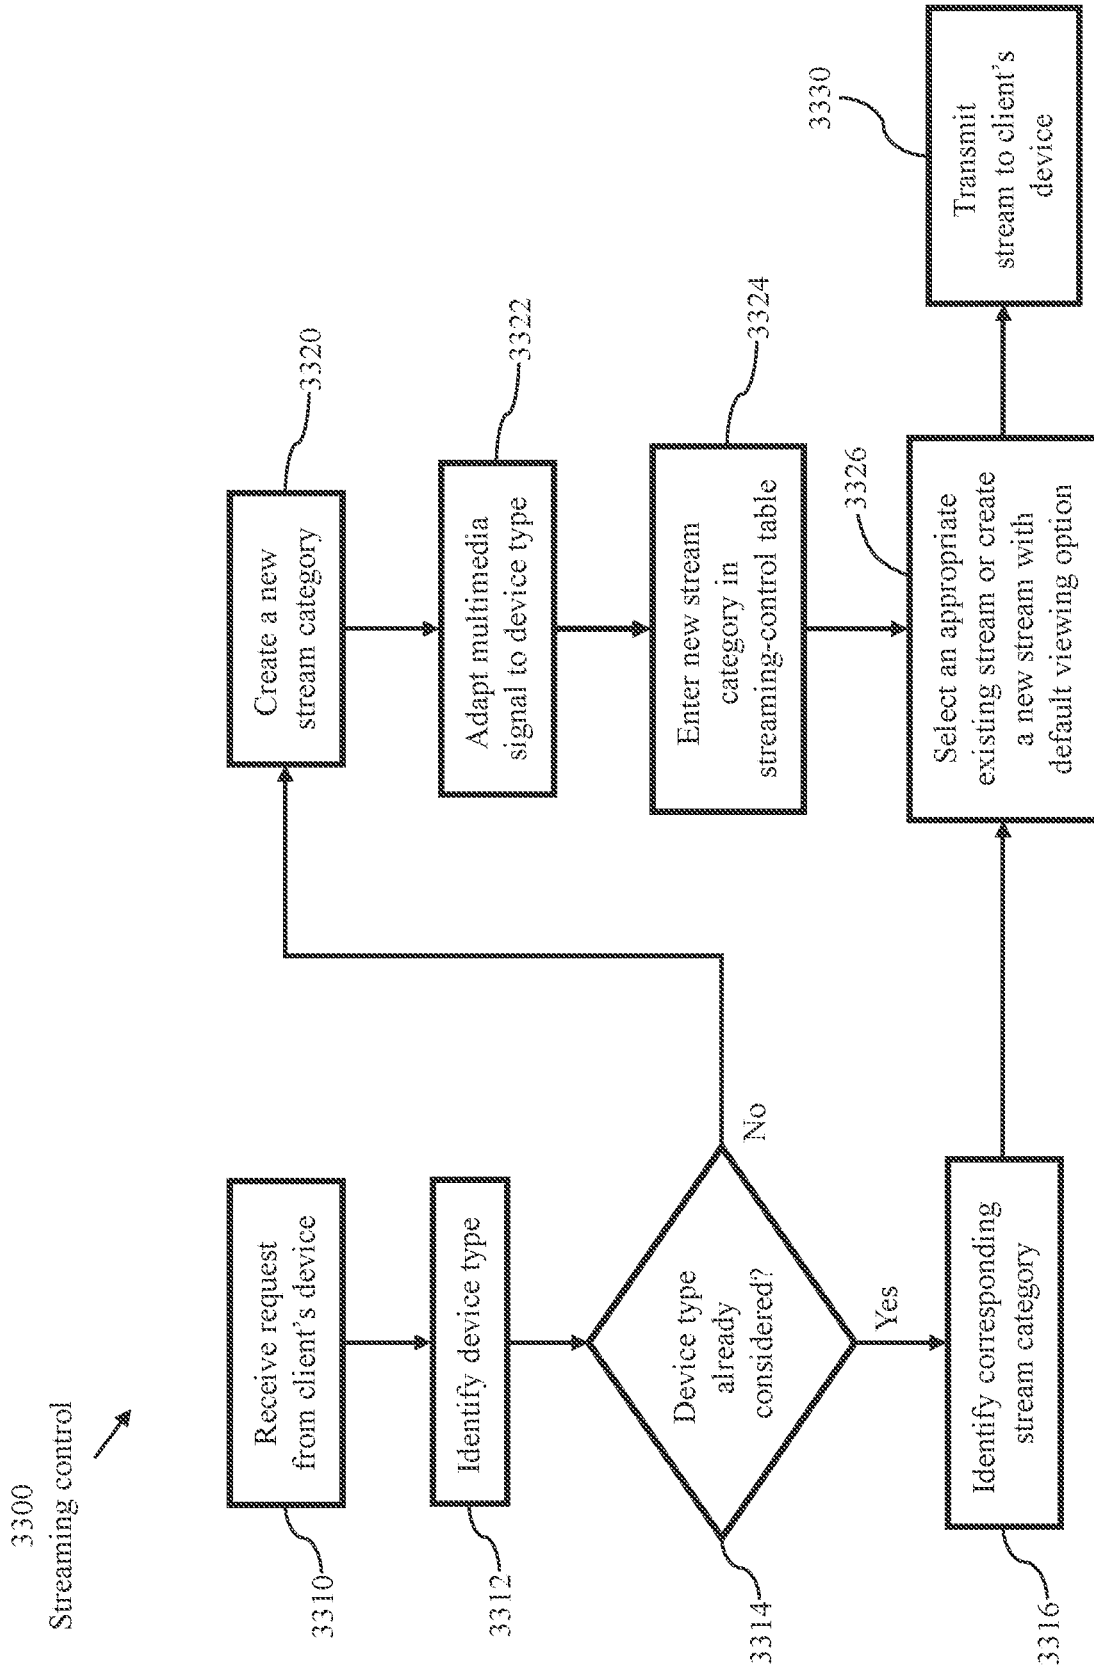 3300
Streaming control
3310
Receive request
from client's device
3312
Identify device type
3314
Device type
already
considered?
No
Yes
3316
Identify corresponding
stream category
Create a new
stream category
3320
Adapt multimedia
signal to device type
3322
Enter new stream
category in
streaming-control table
3324
3326
Select an appropriate
existing stream or create
a new stream with
default viewing option
3330
Transmit
stream to client's
device